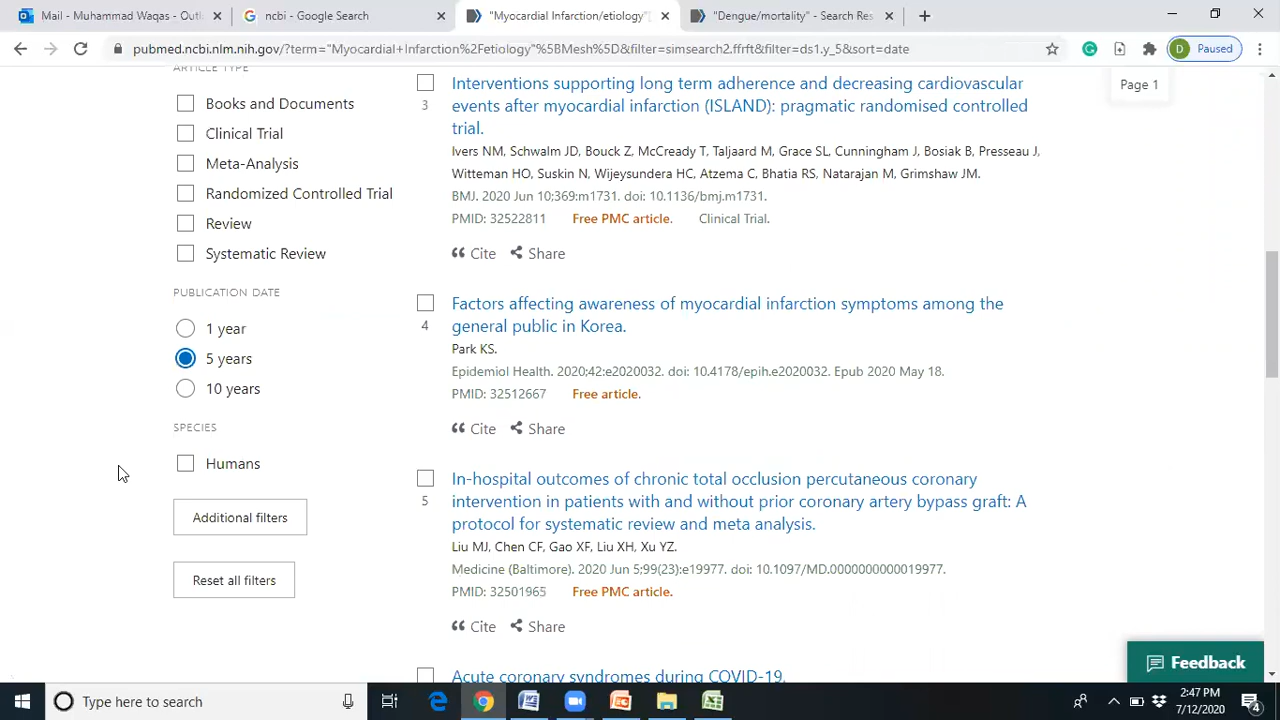 Mail - Muhammad Waqas - Outl
ncbi - Google Search
"Myocardial Infarction/etiology"
"Dengue/mortality" - Search Res
pubmed.ncbi.nlm.nih.gov/?term="Myocardial+Infarction%2Fetiology"%5BMesh%5D&filter=simsearch2.ffrft&filter=ds1.y_5&sort=date
D Paused
ARTICLE TYPE
Books and Documents
Clinical Trial
Meta-Analysis
Randomized Controlled Trial
Review
Systematic Review
PUBLICATION DATE
1 year
5 years
10 years
SPECIES
Humans
Additional filters
Reset all filters
Page 1
Interventions supporting long term adherence and decreasing cardiovascular
3 events after myocardial infarction (ISLAND): pragmatic randomised controlled
trial.
Ivers NM, Schwalm JD, Bouck Z, McCready T, Taljaard M, Grace SL, Cunningham J, Bosiak B, Presseau J,
Witteman HO, Suskin N, Wijeysundera HC, Atzema C, Bhatia RS, Natarajan M, Grimshaw JM.
BMJ. 2020 Jun 10;369:m1731. doi: 10.1136/bmj.m1731.
PMID: 32522811 Free PMC article. Clinical Trial.
Cite Share
Factors affecting awareness of myocardial infarction symptoms among the
4 general public in Korea.
Park KS.
Epidemiol Health. 2020;42:e2020032. doi: 10.4178/epih.e2020032. Epub 2020 May 18.
PMID: 32512667 Free article.
Cite Share
In-hospital outcomes of chronic total occlusion percutaneous coronary
5 intervention in patients with and without prior coronary artery bypass graft: A
protocol for systematic review and meta analysis.
Liu MJ, Chen CF, Gao XF, Liu XH, Xu YZ.
Medicine (Baltimore). 2020 Jun 5;99(23):e19977. doi: 10.1097/MD.0000000000019977.
PMID: 32501965 Free PMC article.
Cite Share
Acute coronary syndromes during COVID-19.
Feedback
Type here to search
2:47 PM
7/12/2020
4